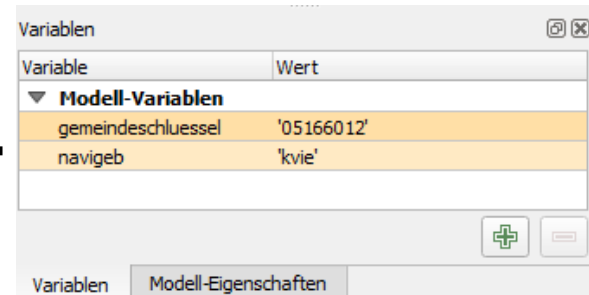 Variablen
Variable Wert
Modell-Variablen
gemeindeschluessel '05166012'
navigeb 'kvie'
Variablen Modell-Eigenschaften